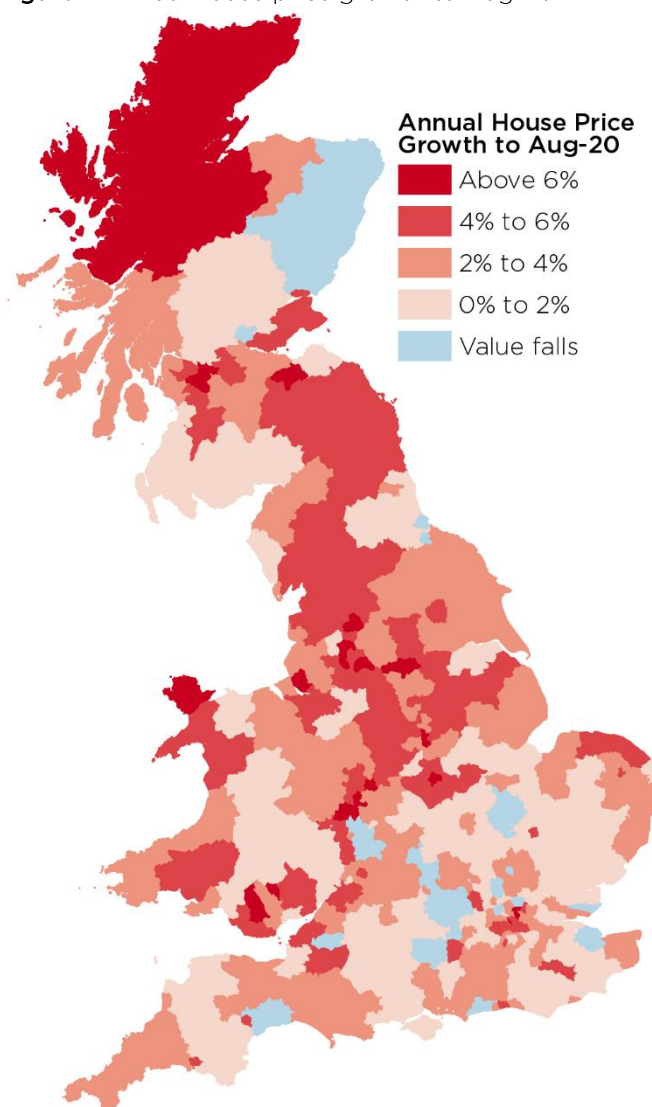 Annual House Price
Growth to Aug-20
Above 6%
4% to 6%
2% to 4%
0% to 2%
Value falls